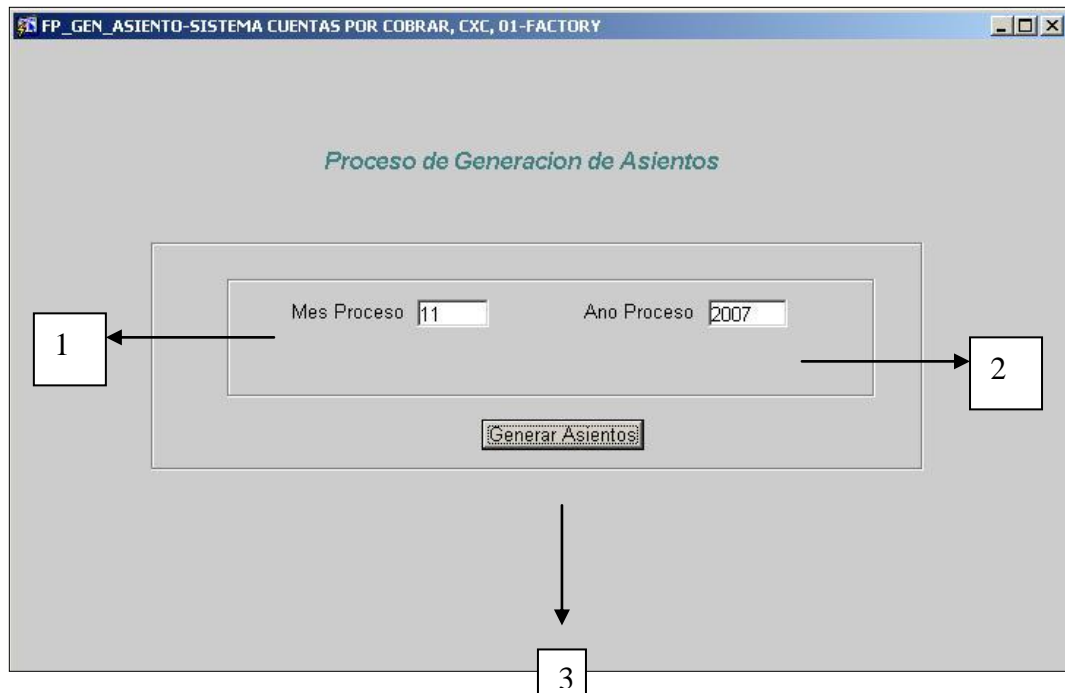 FP_GEN_ASIENTO-SISTEMA CUENTAS POR COBRAR, CXC, 01-FACTORY
Proceso de Generacion de Asientos
Mes Proceso 11 Ano Proceso 2007
1
2
Generar Asientos
3